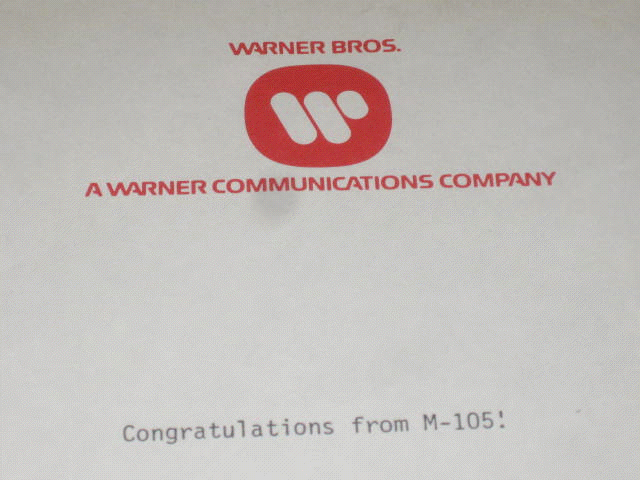 WARNER BROS.
A WARNER COMMUNICATIONS COMPANY
Congratulations from M-105!